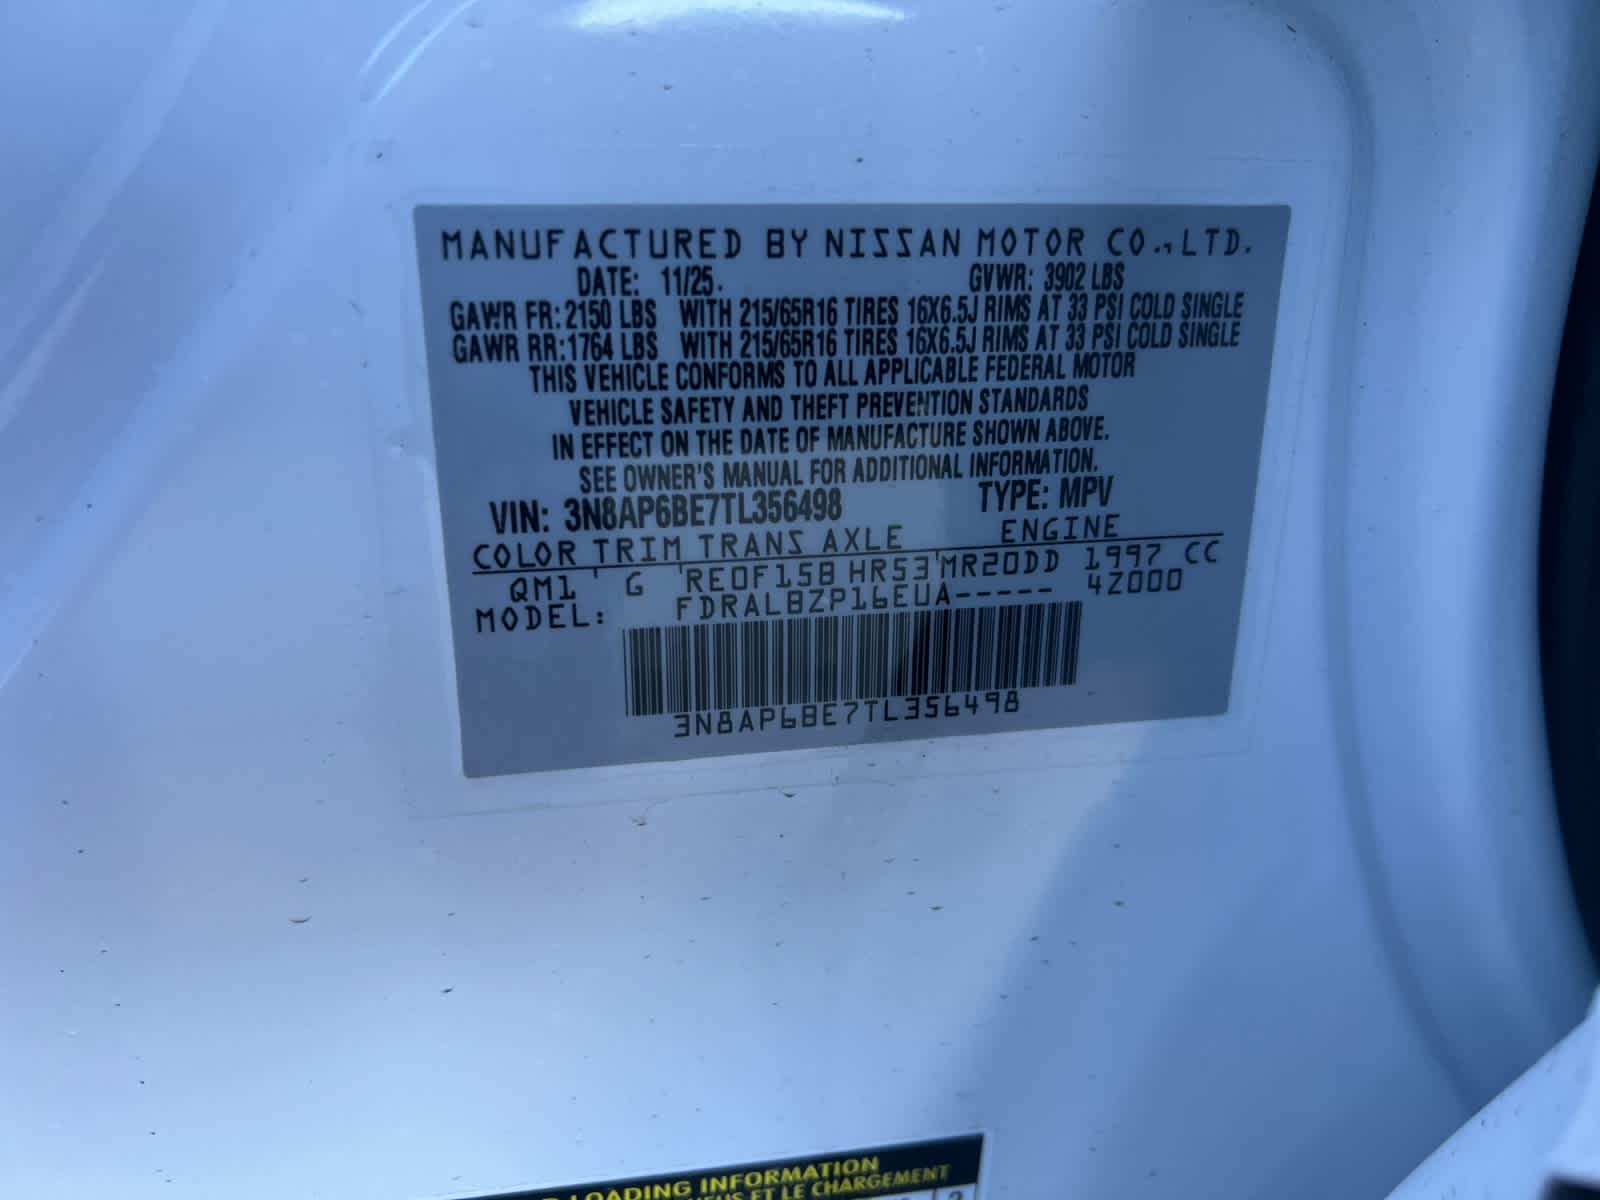 MANUFACTURED BY NISSAN MOTOR CO., LTD.
DATE: 11/25. GVWR: 3902 LBS
GAWR FR: 2150 LBS WITH 215/65R16 TIRES 16X6.5J RIMS AT 33 PSI COLD SINGLE
GAWR RR: 1764 LBS WITH 215/65R16 TIRES 16X6.5J RIMS AT 33 PSI COLD SINGLE
THIS VEHICLE CONFORMS TO ALL APPLICABLE FEDERAL MOTOR
VEHICLE SAFETY AND THEFT PREVENTION STANDARDS
IN EFFECT ON THE DATE OF MANUFACTURE SHOWN ABOVE.
SEE OWNER'S MANUAL FOR ADDITIONAL INFORMATION.
VIN: 3N8AP6BE7TL356498 TYPE: MPV
COLOR TRIM TRANS AXLE ENGINE
QM1 G RE0F15B HR53 MR20DD 1997 CC
MODEL: FDRALBZP16EUA----- 4Z000
3N8AP6BE7TL356498
LOADING INFORMATION
ET LE CHARGEMENT